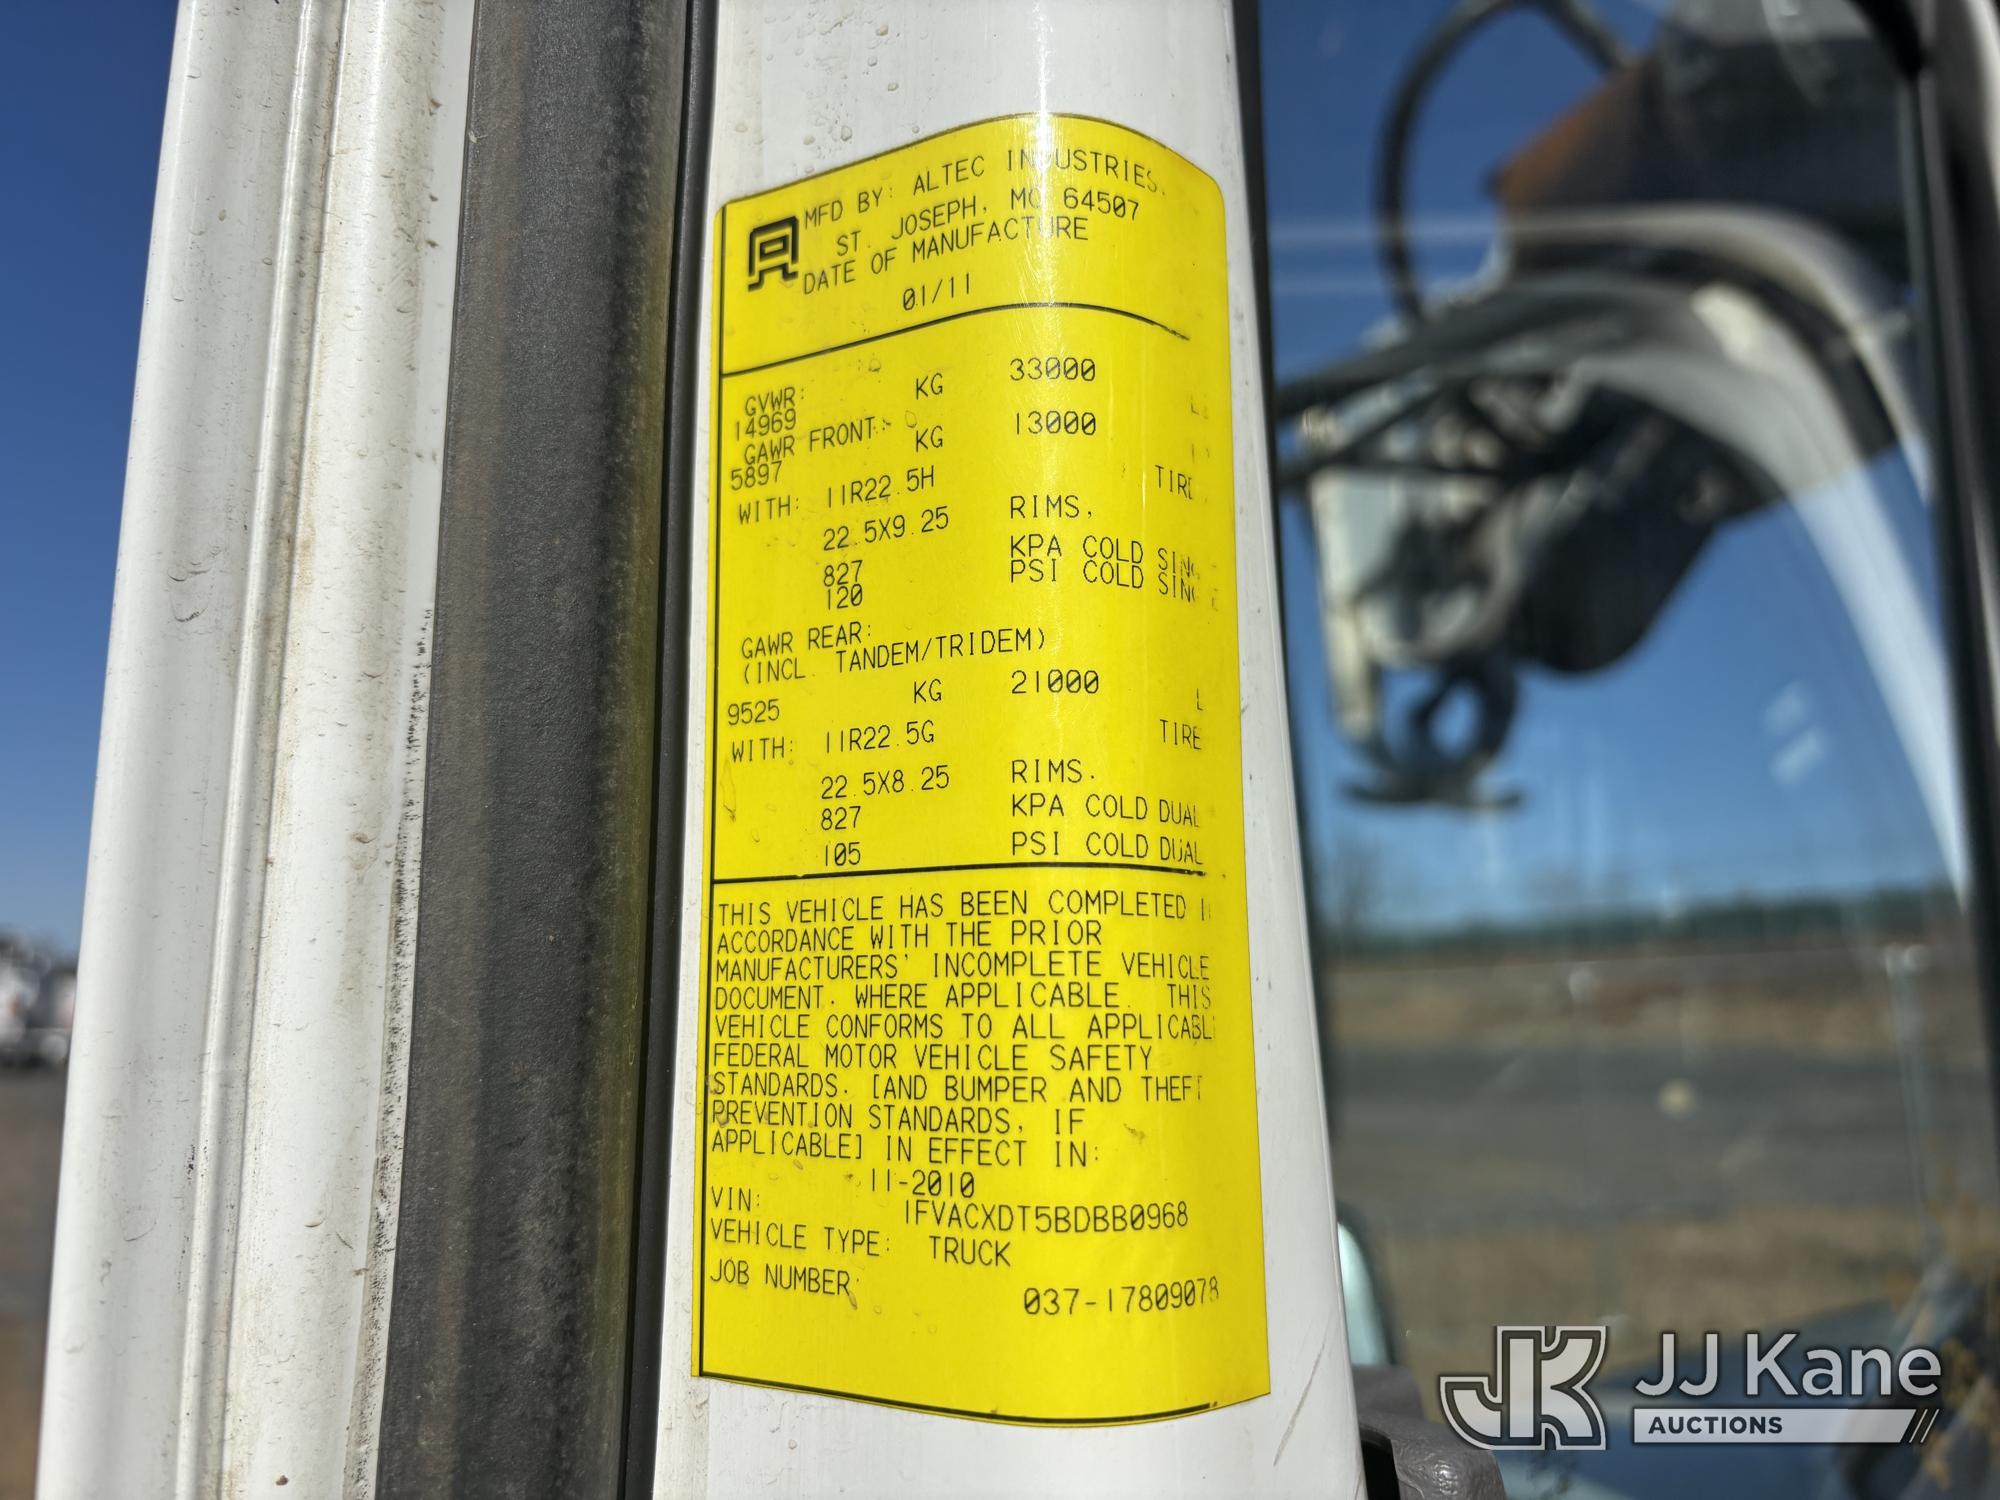 MFD BY: ALTEC INDUSTRIES,
ST. JOSEPH, MO 64507
DATE OF MANUFACTURE
01/11
GVWR:
14969 KG 33000
GAWR FRONT:
5897 KG 13000
WITH: 11R22.5H TIRE
22.5X9.25 RIMS,
827 KPA COLD
120 PSI COLD
GAWR REAR:
(INCL. TANDEM/TRIDEM)
9525 KG 21000
WITH: 11R22.5G TIRE
22.5X8.25 RIMS.
827 KPA COLD DUAL
105 PSI COLD DUAL
THIS VEHICLE HAS BEEN COMPLETED
ACCORDANCE WITH THE PRIOR
MANUFACTURERS' INCOMPLETE VEHICLE
DOCUMENT. WHERE APPLICABLE. THIS
VEHICLE CONFORMS TO ALL APPLICABL
FEDERAL MOTOR VEHICLE SAFETY
STANDARDS. [AND BUMPER AND THEFT
PREVENTION STANDARDS, IF
APPLICABLE] IN EFFECT IN:
11-2010
VIN: 1FVACXDT5BDBB0968
VEHICLE TYPE: TRUCK
JOB NUMBER: 037-17809078
JK JJ Kane
AUCTIONS